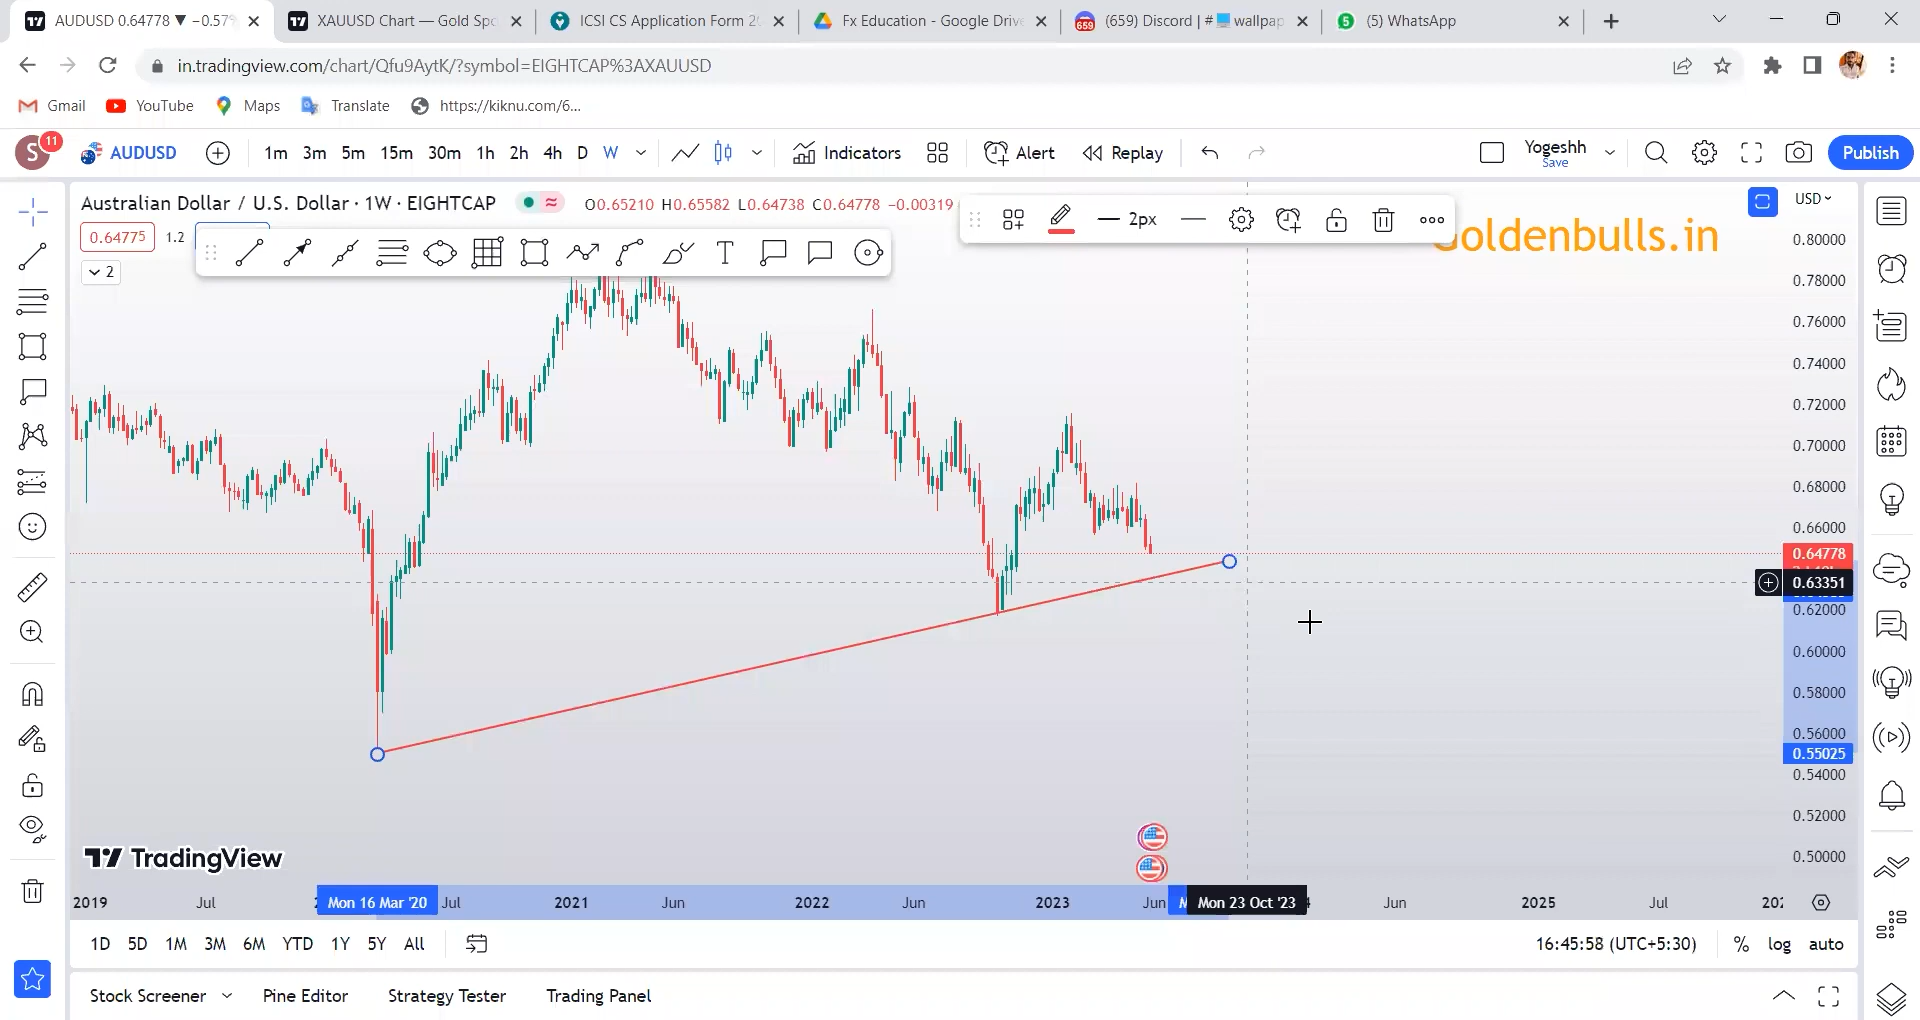 AUDUSD 0.64778 ▼ −0.57%
XAUUSD Chart — Gold Spo
ICSI CS Application Form 2
Fx Education - Google Drive
659
(659) Discord | #🖥️wallpap
5
(5) WhatsApp
in.tradingview.com/chart/Qfu9AytK/?symbol=EIGHTCAP%3AXAUUSD
Gmail YouTube Maps Translate https://kiknu.com/6...
S 11 AUDUSD 1m 3m 5m 15m 30m 1h 2h 4h D W Indicators Alert Replay Yogeshh Save Publish
Australian Dollar / U.S. Dollar · 1W · EIGHTCAP O0.65210 H0.65582 L0.64738 C0.64778 −0.00319
2px
USD
0.64775 1.2
Goldenbulls.in
2
0.80000
0.78000
0.76000
0.74000
0.72000
0.70000
0.68000
0.66000
0.64778
0.63351
0.62000
0.60000
0.58000
0.56000
0.55025
0.54000
0.52000
0.50000
TradingView
2019 Jul Mon 16 Mar '20 Jul 2021 Jun 2022 Jun 2023 Jun Mon 23 Oct '23 Jun 2025 Jul
1D 5D 1M 3M 6M YTD 1Y 5Y All 16:45:58 (UTC+5:30) % log auto
Stock Screener Pine Editor Strategy Tester Trading Panel